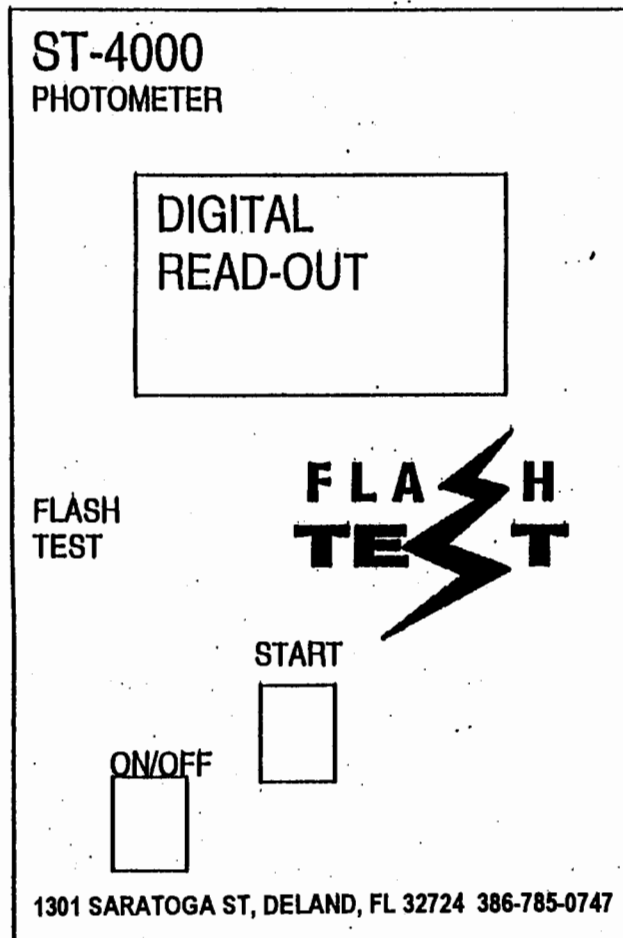 ST-4000
PHOTOMETER
DIGITAL
READ-OUT
FLASH
TEST
FLASH
TEST
START
ON/OFF
1301 SARATOGA ST, DELAND, FL 32724 386-785-0747